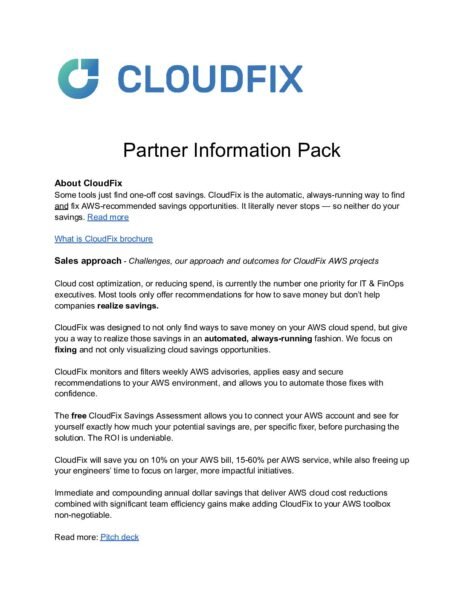 CLOUDFIX
Partner Information Pack
About CloudFix
Some tools just find one-off cost savings. CloudFix is the automatic, always-running way to find
and fix AWS-recommended savings opportunities. It literally never stops — so neither do your
savings. Read more
What is CloudFix brochure
Sales approach - Challenges, our approach and outcomes for CloudFix AWS projects
Cloud cost optimization, or reducing spend, is currently the number one priority for IT & FinOps
executives. Most tools only offer recommendations for how to save money but don't help
companies realize savings.
CloudFix was designed to not only find ways to save money on your AWS cloud spend, but give
you a way to realize those savings in an automated, always-running fashion. We focus on
fixing and not only visualizing cloud savings opportunities.
CloudFix monitors and filters weekly AWS advisories, applies easy and secure
recommendations to your AWS environment, and allows you to automate those fixes with
confidence.
The free CloudFix Savings Assessment allows you to connect your AWS account and see for
yourself exactly how much your potential savings are, per specific fixer, before purchasing the
solution. The ROI is undeniable.
CloudFix will save you on 10% on your AWS bill, 15-60% per AWS service, while also freeing up
your engineers' time to focus on larger, more impactful initiatives.
Immediate and compounding annual dollar savings that deliver AWS cloud cost reductions
combined with significant team efficiency gains make adding CloudFix to your AWS toolbox
non-negotiable.
Read more: Pitch deck